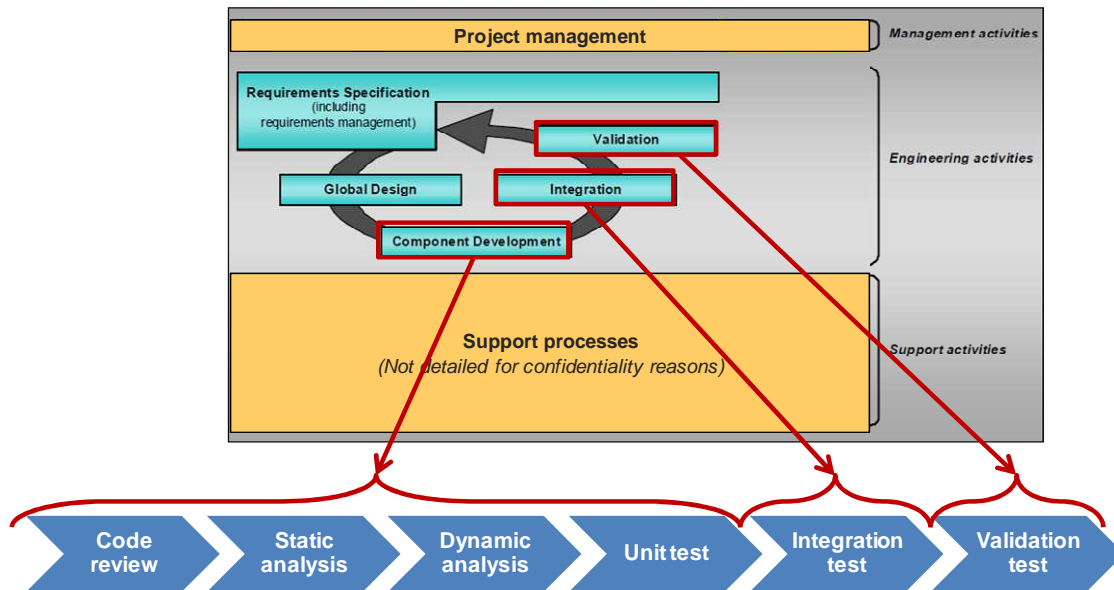 Project management
Management activities
Requirements Specification
(including
requirements management)
Validation
Engineering activities
Global Design
Integration
Component Development
Support processes
(Not detailed for confidentiality reasons)
Support activities
Code
review
Static
analysis
Dynamic
analysis
Unit test
Integration
test
Validation
test